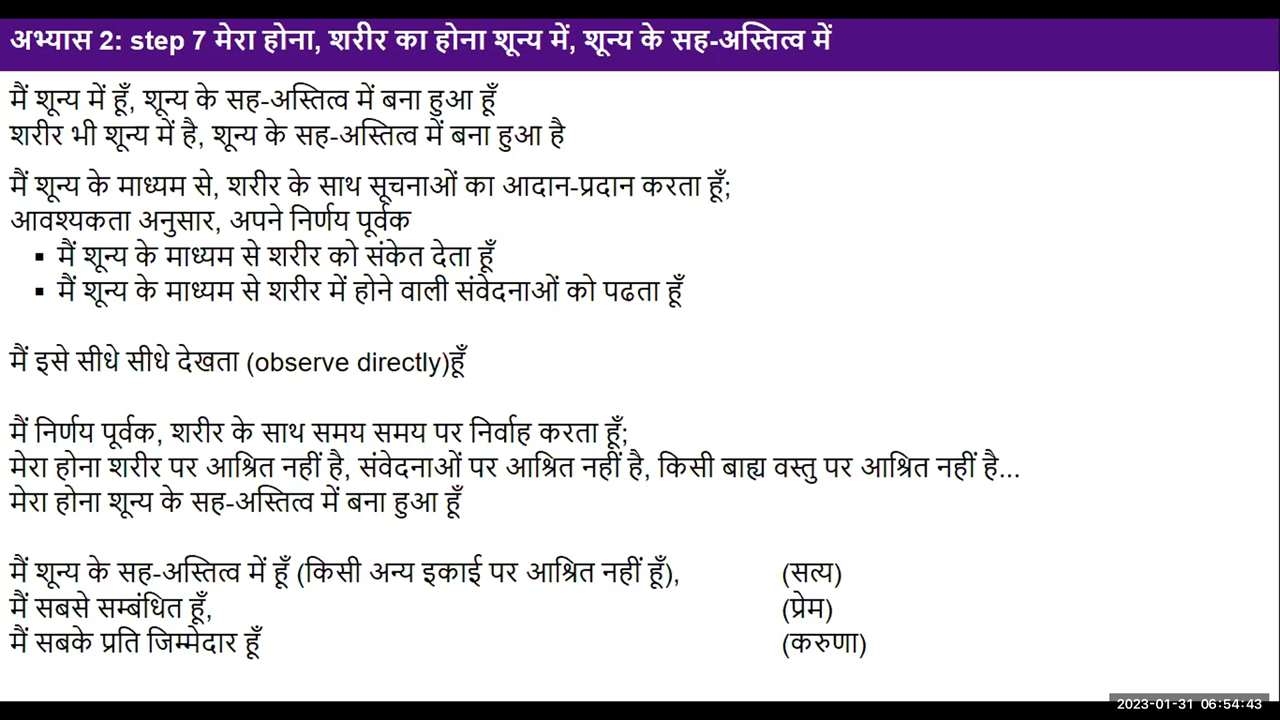 अभ्यास 2: step 7 मेरा होना, शरीर का होना शून्य में, शून्य के सह-अस्तित्व में
मैं शून्य में हूँ, शून्य के सह-अस्तित्व में बना हुआ हूँ
शरीर भी शून्य में है, शून्य के सह-अस्तित्व में बना हुआ है
मैं शून्य के माध्यम से, शरीर के साथ सूचनाओं का आदान-प्रदान करता हूँ;
आवश्यकता अनुसार, अपने निर्णय पूर्वक
▪ मैं शून्य के माध्यम से शरीर को संकेत देता हूँ
▪ मैं शून्य के माध्यम से शरीर में होने वाली संवेदनाओं को पढता हूँ
मैं इसे सीधे सीधे देखता (observe directly)हूँ
मैं निर्णय पूर्वक, शरीर के साथ समय समय पर निर्वाह करता हूँ;
मेरा होना शरीर पर आश्रित नहीं है, संवेदनाओं पर आश्रित नहीं है, किसी बाह्य वस्तु पर आश्रित नहीं है...
मेरा होना शून्य के सह-अस्तित्व में बना हुआ हूँ
मैं शून्य के सह-अस्तित्व में हूँ (किसी अन्य इकाई पर आश्रित नहीं हूँ), (सत्य)
मैं सबसे सम्बंधित हूँ, (प्रेम)
मैं सबके प्रति जिम्मेदार हूँ (करुणा)
2023-01-31 06:54:43